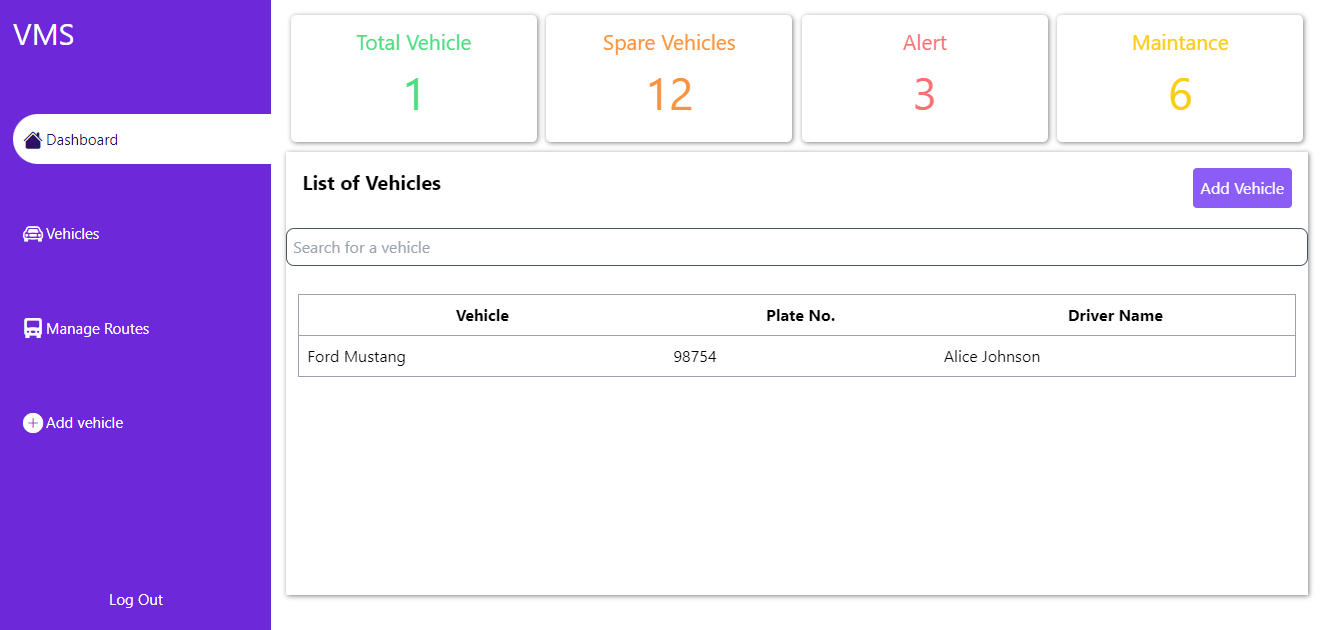 VMS
Dashboard
Vehicles
Manage Routes
Add vehicle
Log Out
Total Vehicle
1
Spare Vehicles
12
Alert
3
Maintance
6
List of Vehicles
Add Vehicle
Search for a vehicle
Vehicle Plate No. Driver Name
Ford Mustang 98754 Alice Johnson